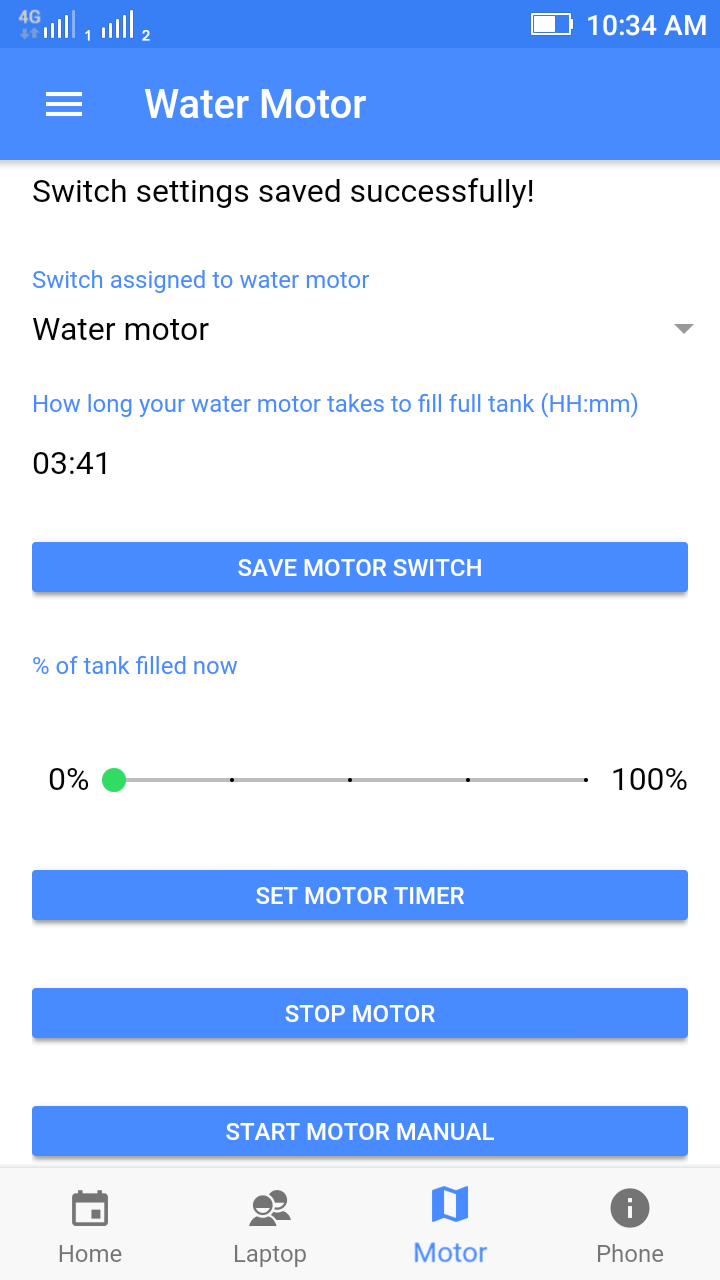 4G 1 2 10:34 AM
Water Motor
Switch settings saved successfully!
Switch assigned to water motor
Water motor
How long your water motor takes to fill full tank (HH:mm)
03:41
SAVE MOTOR SWITCH
% of tank filled now
0% 100%
SET MOTOR TIMER
STOP MOTOR
START MOTOR MANUAL
Home Laptop Motor Phone